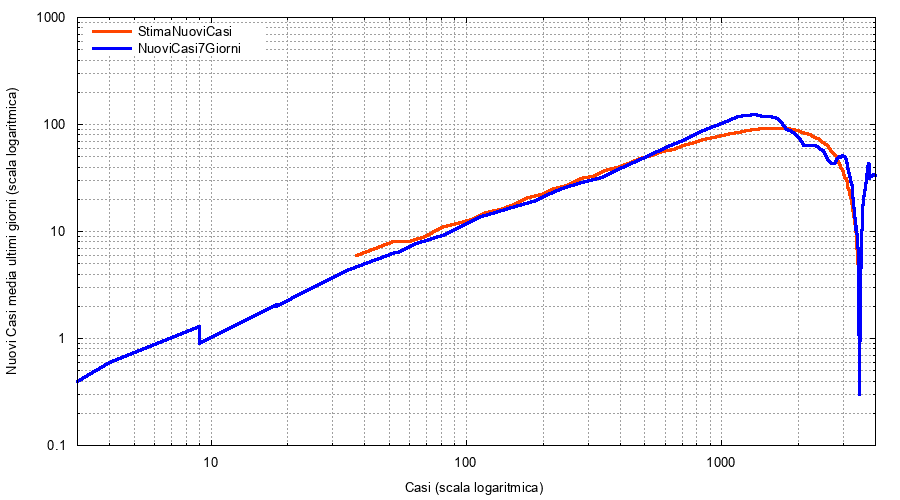 1000
100
10
1
0.1
StimaNuoviCasi
NuoviCasi7Giorni
Nuovi Casi media ultimi giorni (scala logaritmica)
10 100 1000
Casi (scala logaritmica)